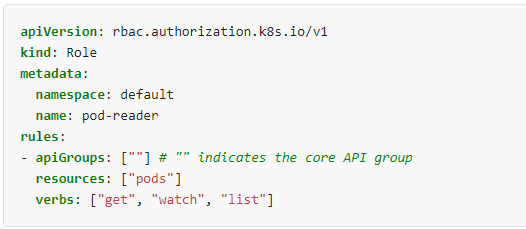 apiVersion: rbac.authorization.k8s.io/v1
kind: Role
metadata:
  namespace: default
  name: pod-reader
rules:
- apiGroups: [""] # "" indicates the core API group
  resources: ["pods"]
  verbs: ["get", "watch", "list"]